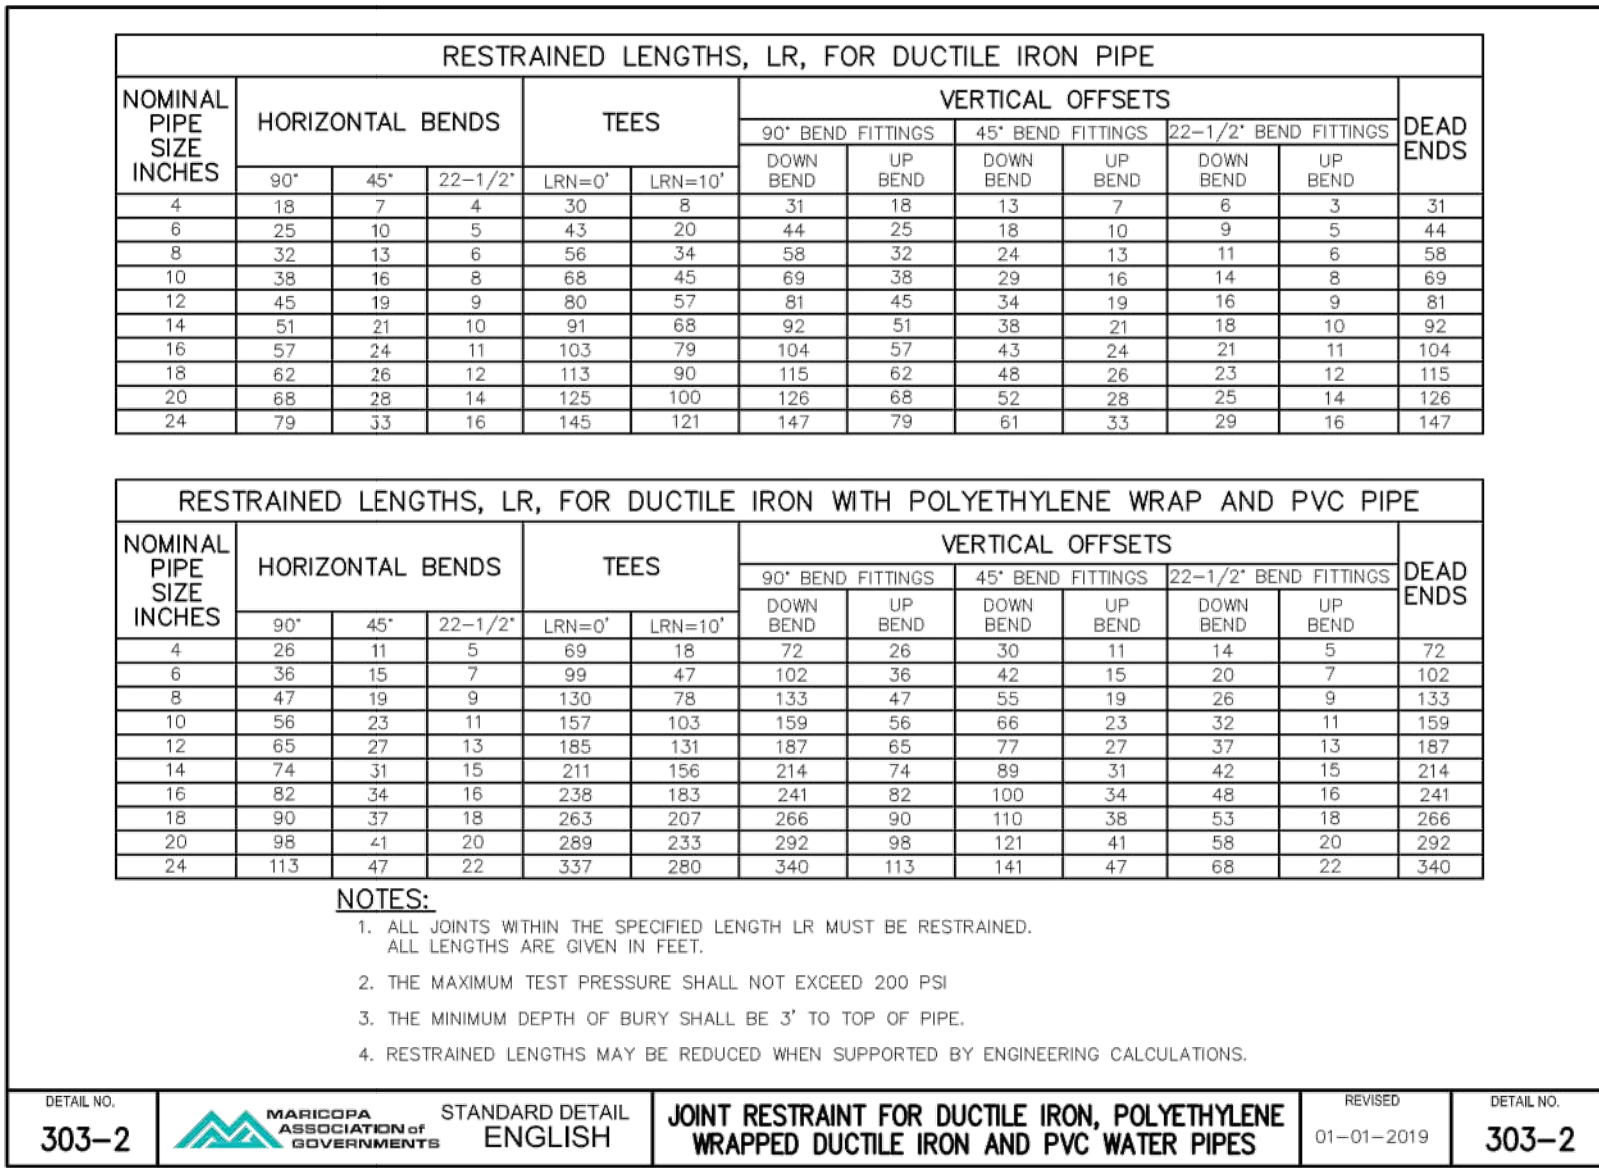 RESTRAINED LENGTHS, LR, FOR DUCTILE IRON PIPE
NOMINAL PIPE SIZE INCHES
HORIZONTAL BENDS
TEES
VERTICAL OFFSETS
DEAD ENDS
90° BEND FITTINGS 45° BEND FITTINGS 22-1/2° BEND FITTINGS
90° 45° 22-1/2° LRN=0' LRN=10' DOWN BEND UP BEND DOWN BEND UP BEND DOWN BEND UP BEND
4 18 7 4 30 8 31 18 13 7 6 3 31
6 25 10 5 43 20 44 25 18 10 9 5 44
8 32 13 6 56 34 58 32 24 13 11 6 58
10 38 16 8 68 45 69 38 29 16 14 8 69
12 45 19 9 80 57 81 45 34 19 16 9 81
14 51 21 10 91 68 92 51 38 21 18 10 92
16 57 24 11 103 79 104 57 43 24 21 11 104
18 62 26 12 113 90 115 62 48 26 23 12 115
20 68 28 14 125 100 126 68 52 28 25 14 126
24 79 33 16 145 121 147 79 61 33 29 16 147
RESTRAINED LENGTHS, LR, FOR DUCTILE IRON WITH POLYETHYLENE WRAP AND PVC PIPE
NOMINAL PIPE SIZE INCHES
HORIZONTAL BENDS
TEES
VERTICAL OFFSETS
DEAD ENDS
90° BEND FITTINGS 45° BEND FITTINGS 22-1/2° BEND FITTINGS
90° 45° 22-1/2° LRN=0' LRN=10' DOWN BEND UP BEND DOWN BEND UP BEND DOWN BEND UP BEND
4 26 11 5 69 18 72 26 30 11 14 5 72
6 36 15 7 99 47 102 36 42 15 20 7 102
8 47 19 9 130 78 133 47 55 19 26 9 133
10 56 23 11 157 103 159 56 66 23 32 11 159
12 65 27 13 185 131 187 65 77 27 37 13 187
14 74 31 15 211 156 214 74 89 31 42 15 214
16 82 34 16 238 183 241 82 100 34 48 16 241
18 90 37 18 263 207 266 90 110 38 53 18 266
20 98 41 20 289 233 292 98 121 41 58 20 292
24 113 47 22 337 280 340 113 141 47 68 22 340
NOTES:
1. ALL JOINTS WITHIN THE SPECIFIED LENGTH LR MUST BE RESTRAINED.
ALL LENGTHS ARE GIVEN IN FEET.
2. THE MAXIMUM TEST PRESSURE SHALL NOT EXCEED 200 PSI
3. THE MINIMUM DEPTH OF BURY SHALL BE 3' TO TOP OF PIPE.
4. RESTRAINED LENGTHS MAY BE REDUCED WHEN SUPPORTED BY ENGINEERING CALCULATIONS.
DETAIL NO.
303-2
MARICOPA
ASSOCIATION of
GOVERNMENTS
STANDARD DETAIL
ENGLISH
JOINT RESTRAINT FOR DUCTILE IRON, POLYETHYLENE
WRAPPED DUCTILE IRON AND PVC WATER PIPES
REVISED
01-01-2019
DETAIL NO.
303-2